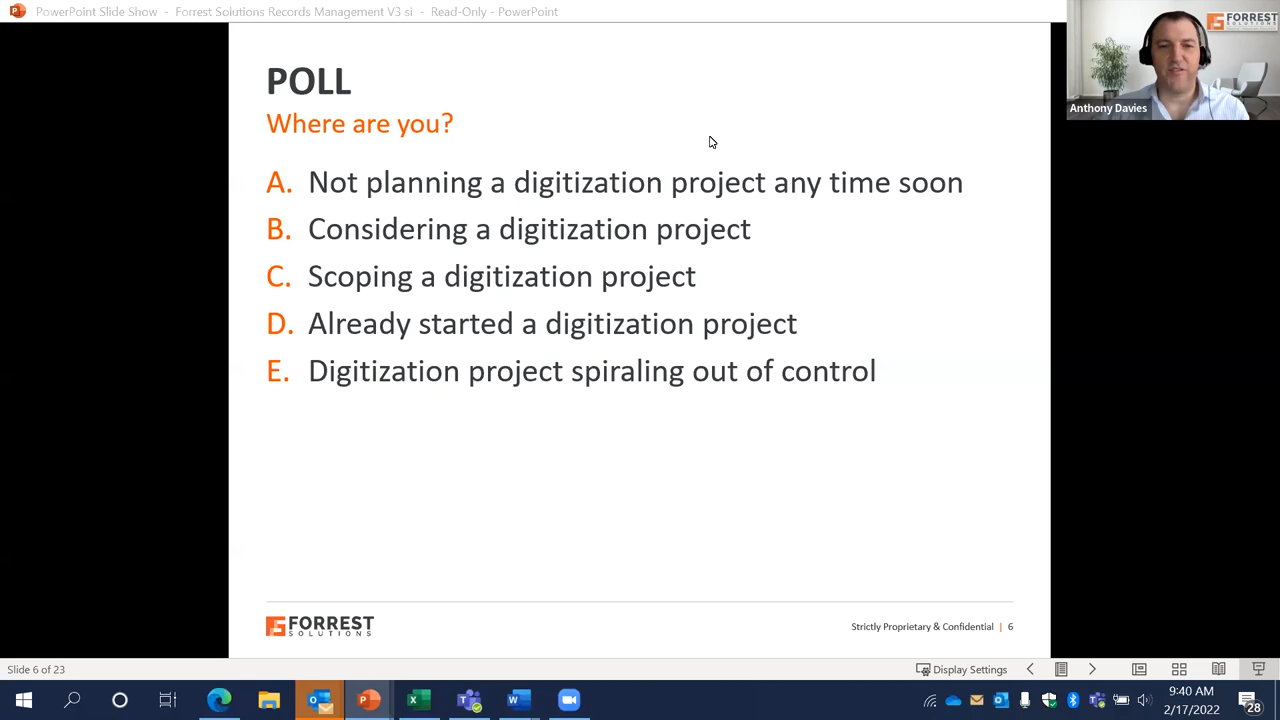 PowerPoint Slide Show - Forrest Solutions Records Management V3 si - Read-Only - PowerPoint
FORREST
SOLUTIONS
Anthony Davies
POLL
Where are you?
A. Not planning a digitization project any time soon
B. Considering a digitization project
C. Scoping a digitization project
D. Already started a digitization project
E. Digitization project spiraling out of control
FORREST
SOLUTIONS
Strictly Proprietary & Confidential | 6
Slide 6 of 23
Display Settings
9:40 AM
2/17/2022
28